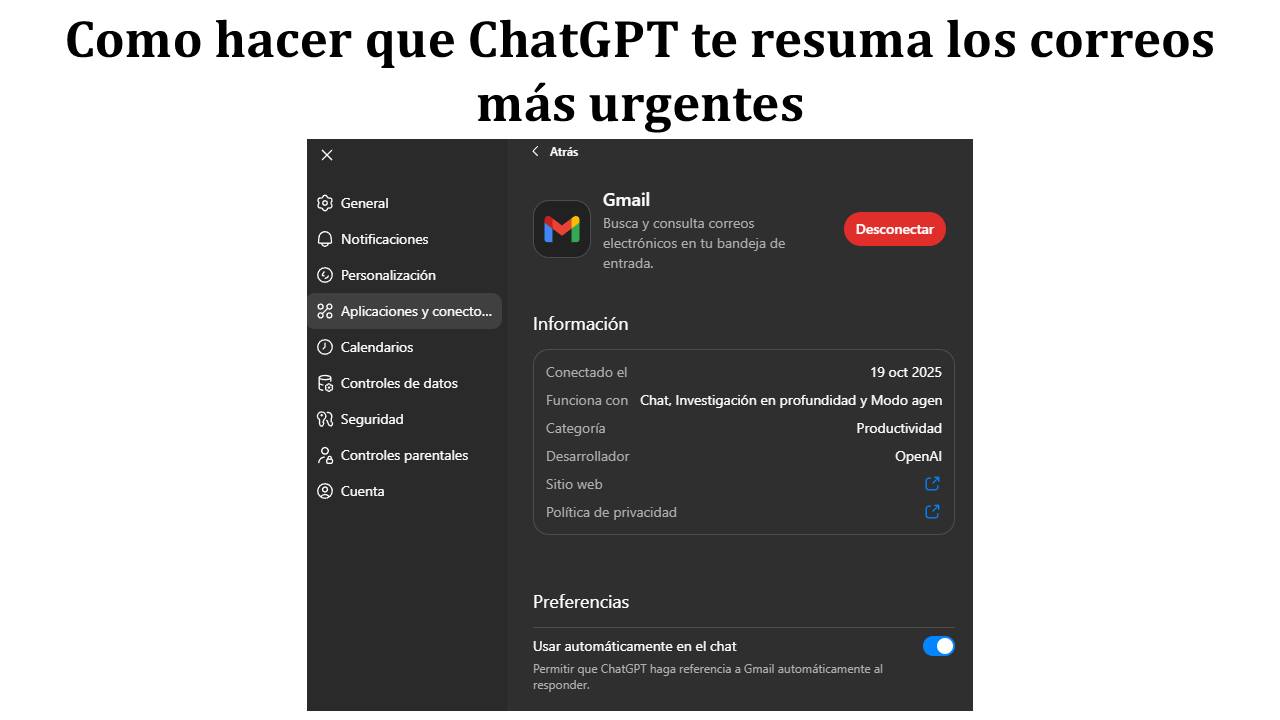 Como hacer que ChatGPT te resuma los correos
más urgentes
Atrás
General
Notificaciones
Personalización
Aplicaciones y conecto...
Calendarios
Controles de datos
Seguridad
Controles parentales
Cuenta
Gmail
Busca y consulta correos
electrónicos en tu bandeja de
entrada.
Desconectar
Información
Conectado el 19 oct 2025
Funciona con Chat, Investigación en profundidad y Modo agen
Categoría Productividad
Desarrollador OpenAI
Sitio web
Política de privacidad
Preferencias
Usar automáticamente en el chat
Permitir que ChatGPT haga referencia a Gmail automáticamente al
responder.